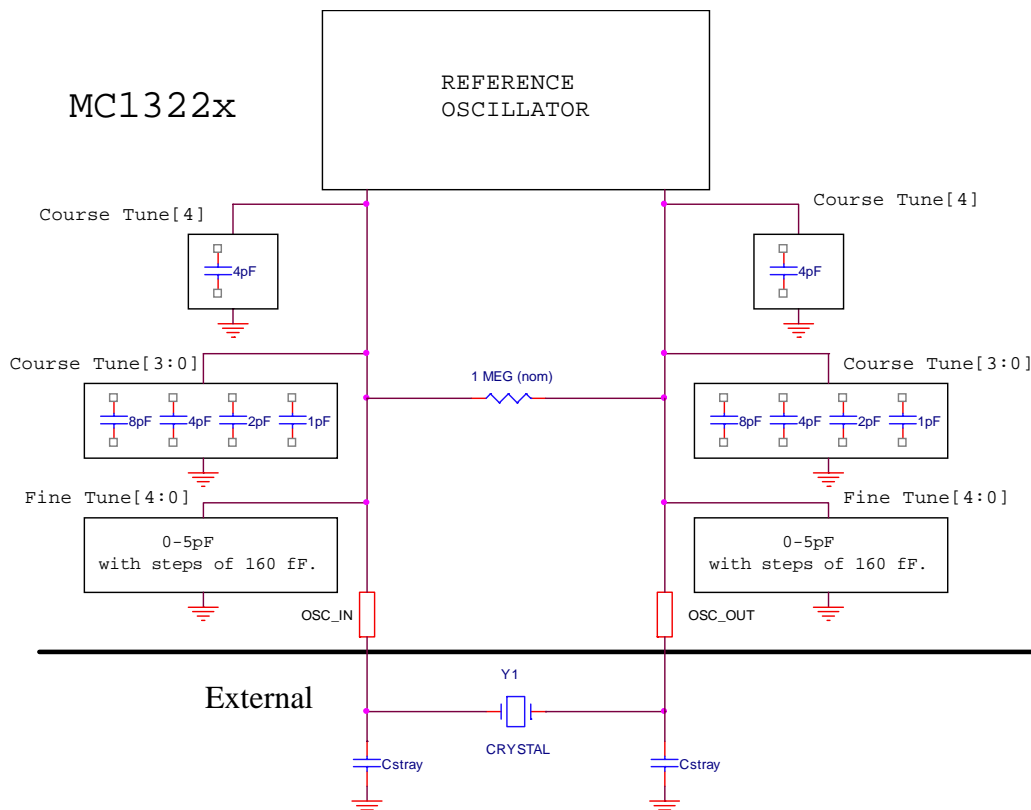 REFERENCE
OSCILLATOR
MC1322x
Course Tune[4]
Course Tune[4]
4pF
4pF
Course Tune[3:0]
Course Tune[3:0]
1 MEG (nom)
8pF 4pF 2pF 1pF
8pF 4pF 2pF 1pF
Fine Tune[4:0]
Fine Tune[4:0]
0-5pF
with steps of 160 fF.
0-5pF
with steps of 160 fF.
OSC_IN
OSC_OUT
External
Y1
CRYSTAL
Cstray
Cstray